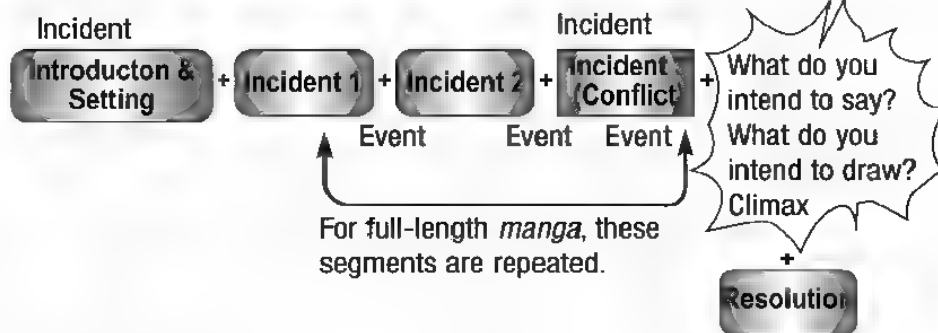 Incident
Introducton &
Setting
+
Incident 1
+
Incident 2
+
Incident
Incident
(Conflict)
+
Event
Event
Event
For full-length manga, these
segments are repeated.
What do you
intend to say?
What do you
intend to draw?
Climax
+
Resolution